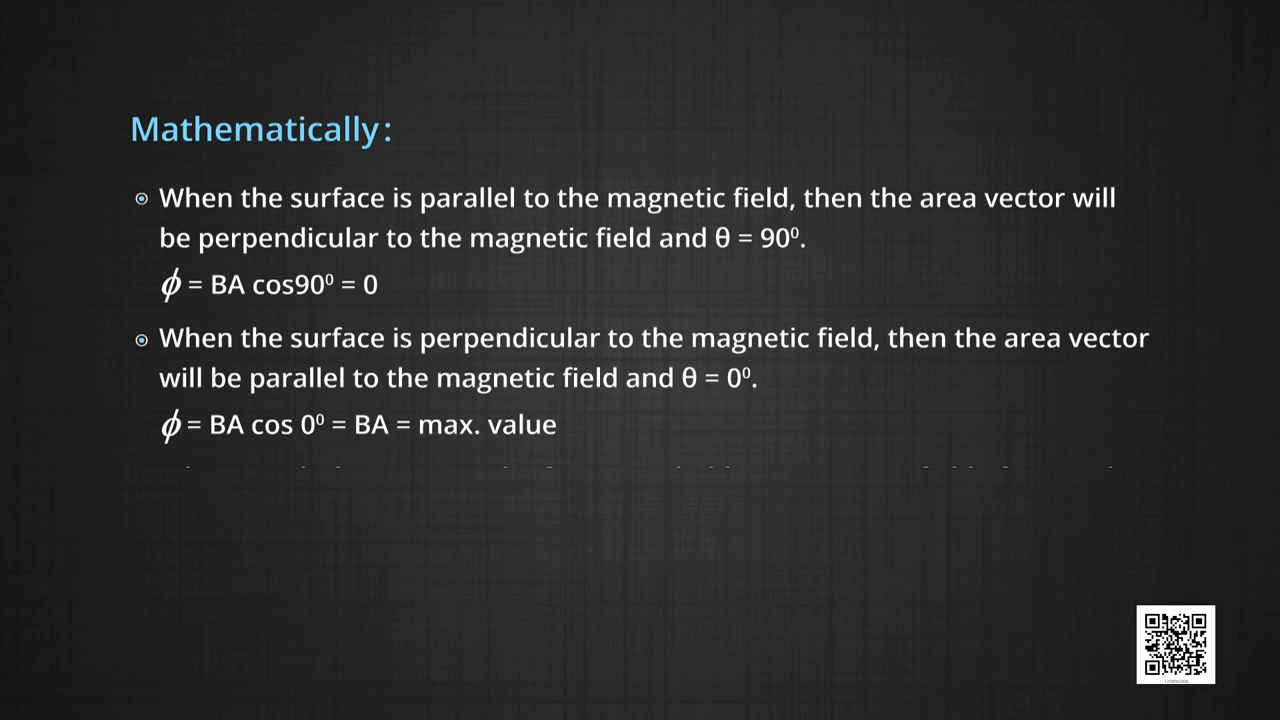 Mathematically:
When the surface is parallel to the magnetic field, then the area vector will
be perpendicular to the magnetic field and θ = 90⁰.
ϕ = BA cos90⁰ = 0
When the surface is perpendicular to the magnetic field, then the area vector
will be parallel to the magnetic field and θ = 0⁰.
ϕ = BA cos 0⁰ = BA = max. value